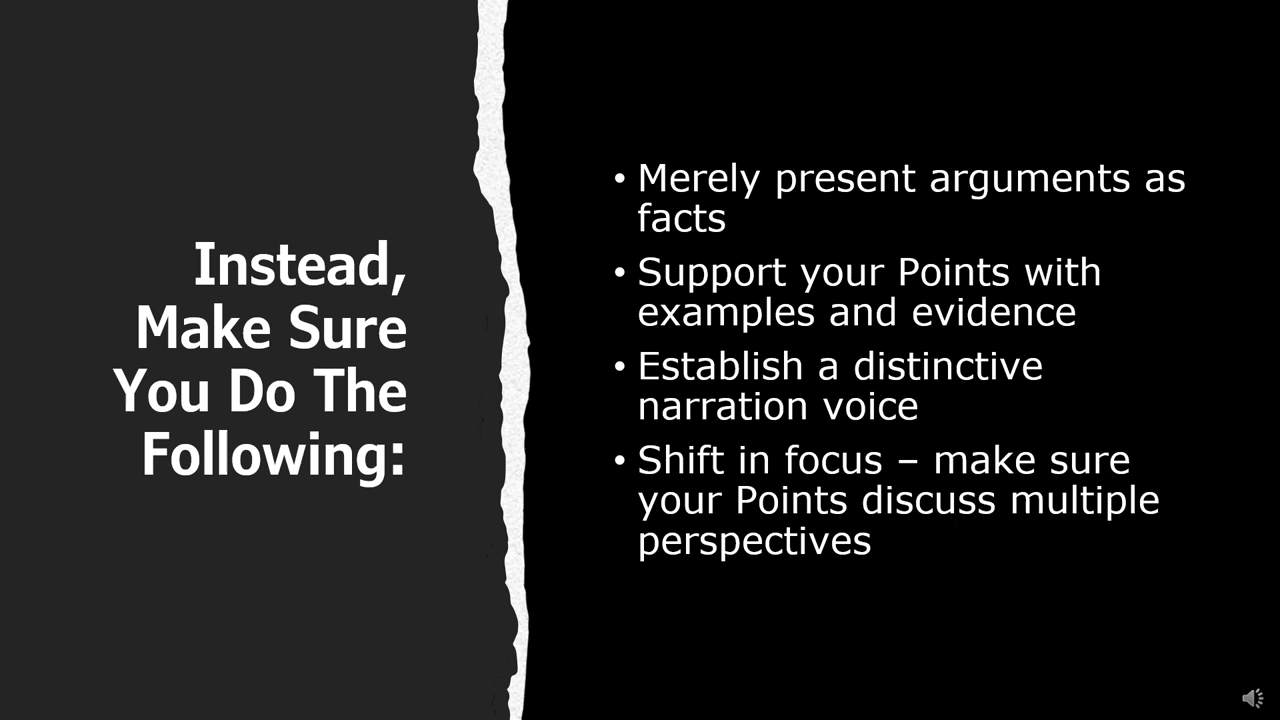 Instead,
Make Sure
You Do The
Following:
• Merely present arguments as
facts
• Support your Points with
examples and evidence
• Establish a distinctive
narration voice
• Shift in focus – make sure
your Points discuss multiple
perspectives